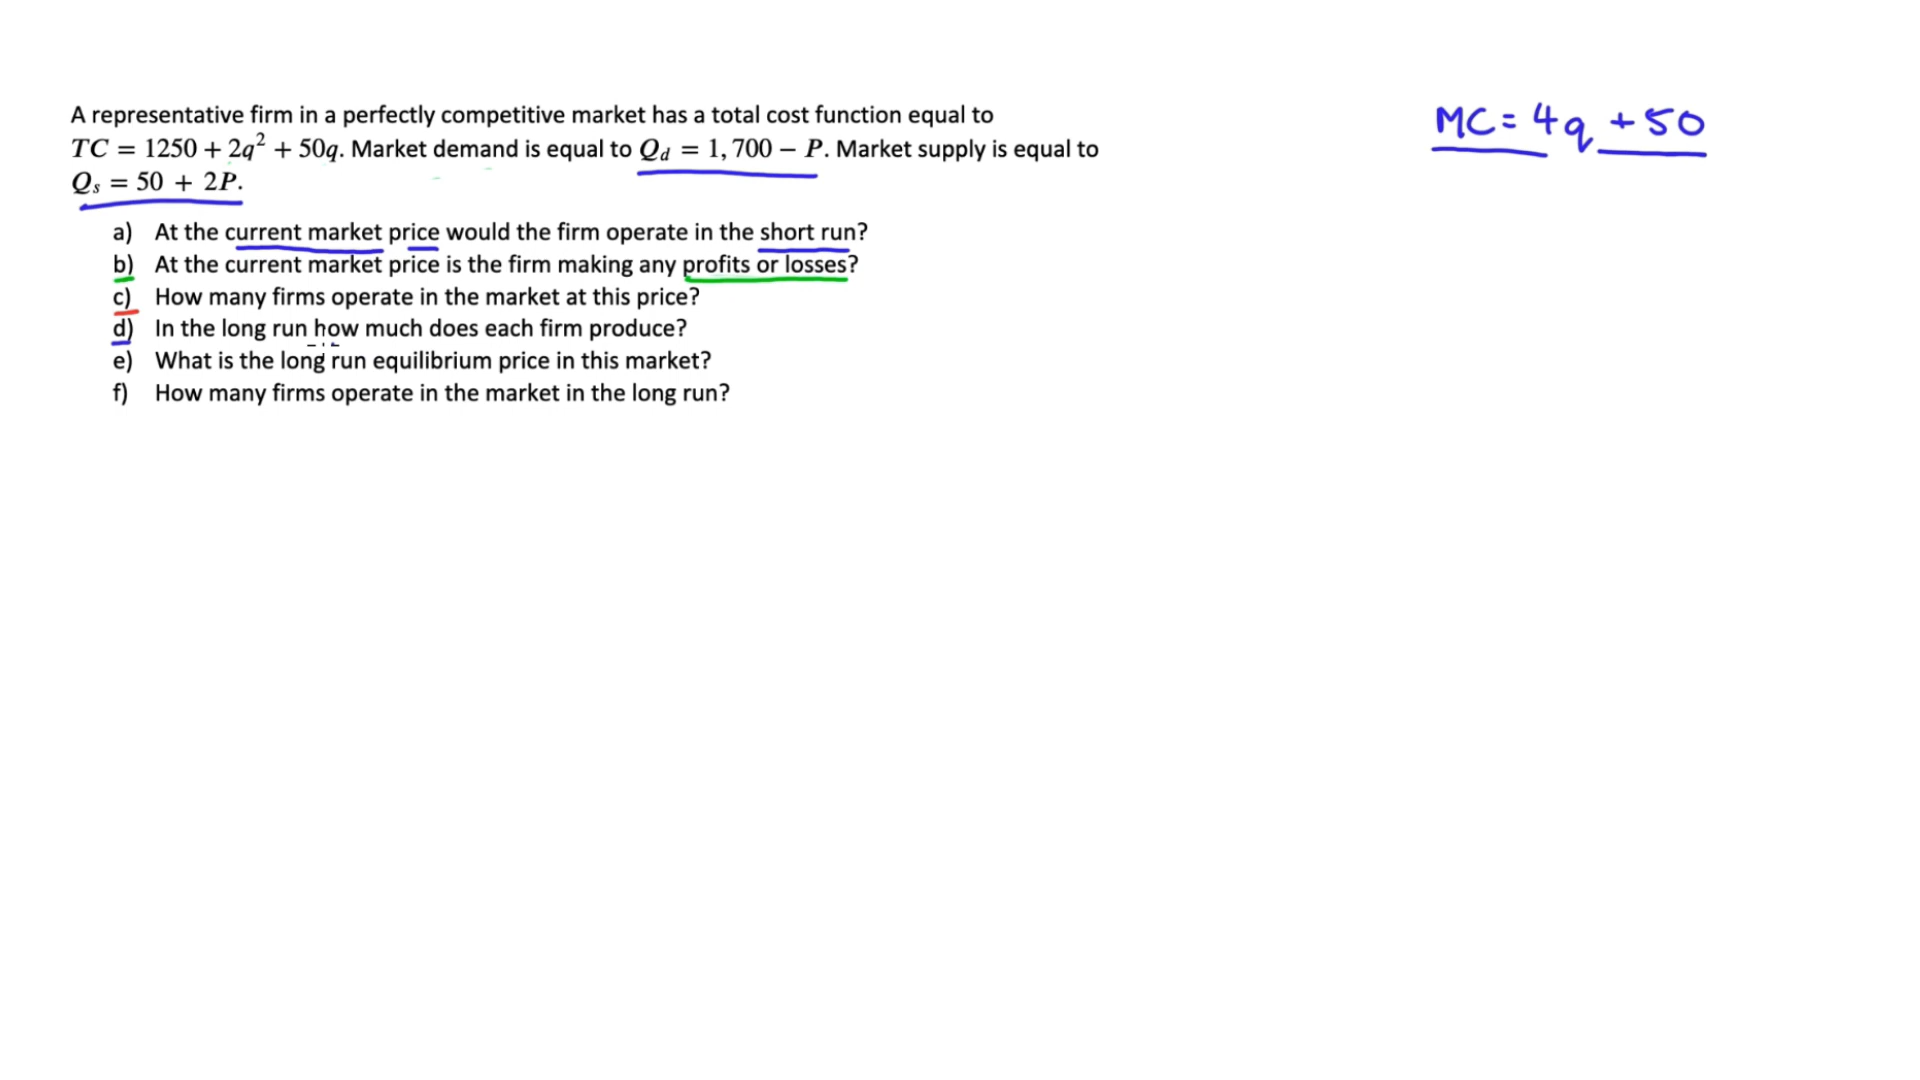 A representative firm in a perfectly competitive market has a total cost function equal to
TC = 1250 + 2q² + 50q. Market demand is equal to Q_d = 1,700 − P. Market supply is equal to
Q_s = 50 + 2P.
a) At the current market price would the firm operate in the short run?
b) At the current market price is the firm making any profits or losses?
c) How many firms operate in the market at this price?
d) In the long run how much does each firm produce?
e) What is the long run equilibrium price in this market?
f) How many firms operate in the market in the long run?
MC = 4q + 50